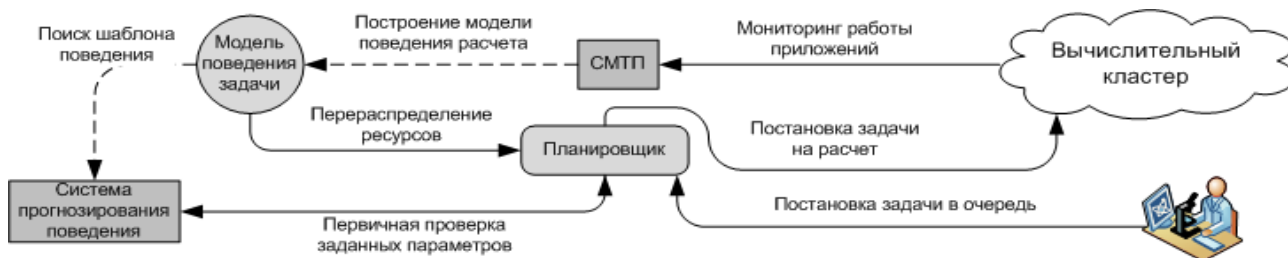 Поиск шаблона
поведения
Модель
поведения
задачи
Построение модели
поведения расчета
СМТП
Мониторинг работы
приложений
Вычислительный
кластер
Перераспределение
ресурсов
Планировщик
Постановка задачи
на расчет
Система
прогнозирования
поведения
Первичная проверка
заданных параметров
Постановка задачи в очередь